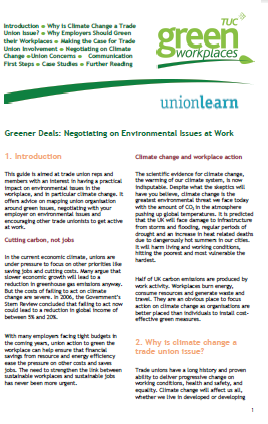 Introduction • Why is Climate Change a Trade
Union Issue? • Why Employers Should Green
their Workplaces • Making the Case for Trade
Union Involvement • Negotiating on Climate
Change •Union Concerns • Communication
First Steps • Case Studies • Further Reading
TUC
green
workplaces
unionlearn
Greener Deals: Negotiating on Environmental Issues at Work
1. Introduction
This guide is aimed at trade union reps and
members with an interest in having a practical
impact on environmental issues in the
workplace, and in particular climate change. It
offers advice on mapping union organisation
around green issues, negotiating with your
employer on environmental issues and
encouraging other trade unionists to get active
at work.
Cutting carbon, not jobs
In the current economic climate, unions are
under pressure to focus on other priorities like
saving jobs and cutting costs. Many argue that
slower economic growth will lead to a
reduction in greenhouse gas emissions anyway.
But the costs of failing to act on climate
change are severe. In 2006, the Government's
Stern Review concluded that failing to act now
could lead to a reduction in global income of
between 5% and 20%.
With many employers facing tight budgets in
the coming years, union action to green the
workplace can help ensure that financial
savings from resource and energy efficiency
ease the pressure on other costs and saves
jobs. The need to strengthen the link between
sustainable workplaces and sustainable jobs
has never been more urgent.
Climate change and workplace action
The scientific evidence for climate change,
the warming of our climate system, is now
indisputable. Despite what the skeptics will
have you believe, climate change is the
greatest environmental threat we face today
with the amount of CO₂ in the atmosphere
pushing up global temperatures. It is predicted
that the UK will face damage to infrastructure
from storms and flooding, regular periods of
drought and an increase in heat related deaths
due to dangerously hot summers in our cities.
It will harm living and working conditions,
hitting the poorest and most vulnerable the
hardest.
Half of UK carbon emissions are produced by
work activity. Workplaces burn energy,
consume resources and generate waste and
travel. They are an obvious place to focus
action on climate change as organisations are
better placed than individuals to install cost-
effective green measures.
2. Why is climate change a
trade union issue?
Trade unions have a long history and proven
ability to deliver progressive change on
working conditions, health and safety, and
equality. Climate change will affect us all,
whether we live in developed or developing
1